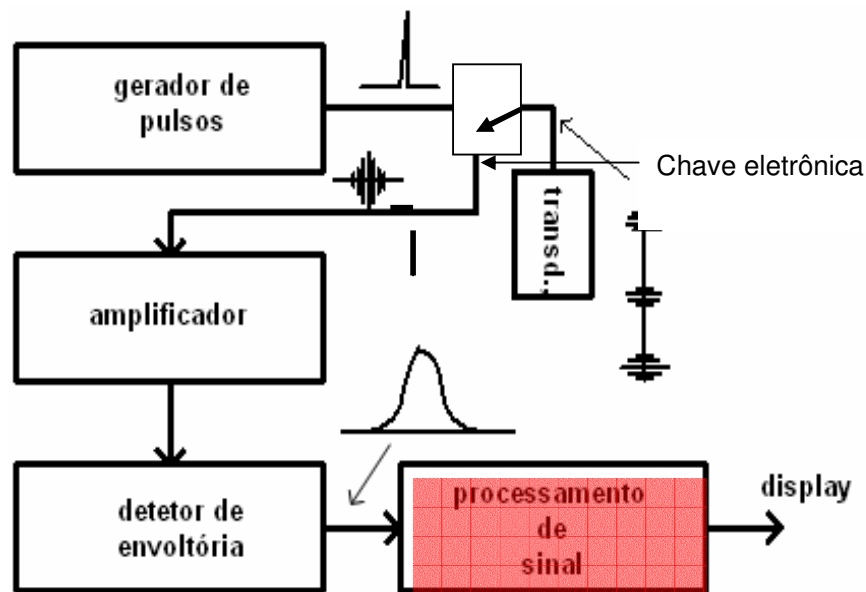 gerador de
pulsos
Chave eletrônica
transd.,
amplificador
detetor de
envoltória
processamento
de
sinal
display